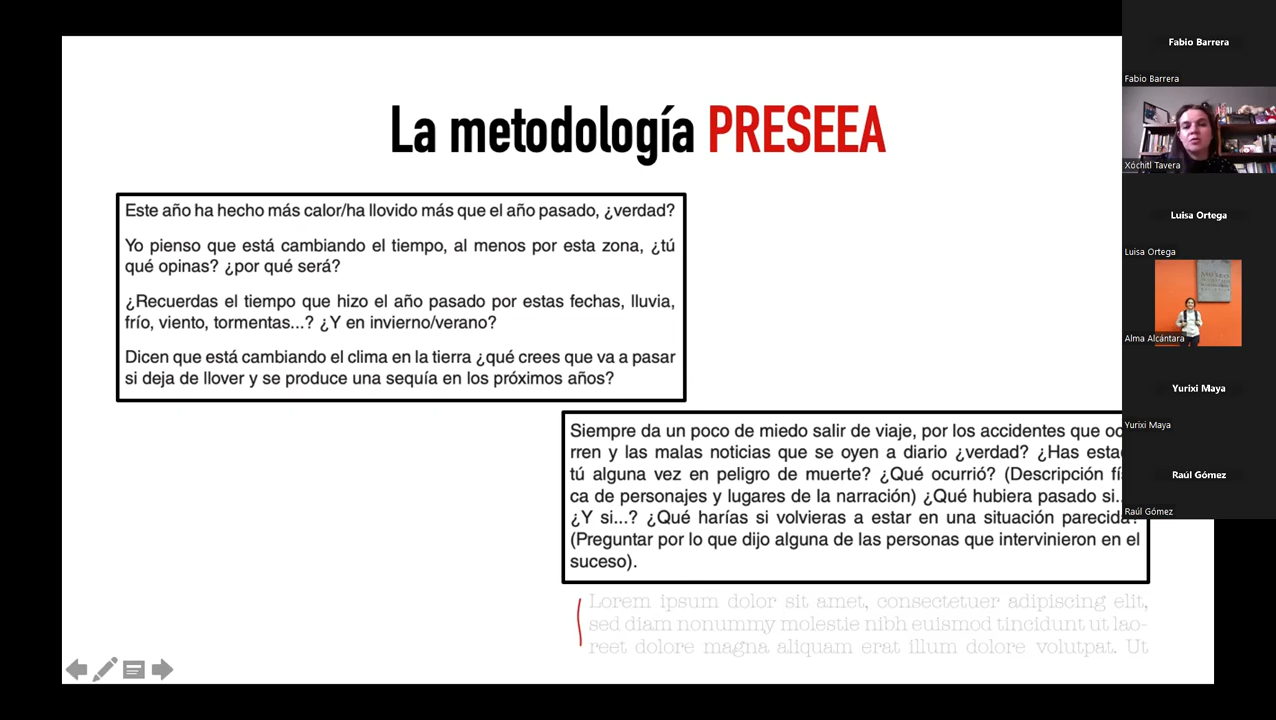 La metodología PRESEEA
Este año ha hecho más calor/ha llovido más que el año pasado, ¿verdad?
Yo pienso que está cambiando el tiempo, al menos por esta zona, ¿tú
qué opinas? ¿por qué será?
¿Recuerdas el tiempo que hizo el año pasado por estas fechas, lluvia,
frío, viento, tormentas...? ¿Y en invierno/verano?
Dicen que está cambiando el clima en la tierra ¿qué crees que va a pasar
si deja de llover y se produce una sequía en los próximos años?
Siempre da un poco de miedo salir de viaje, por los accidentes que oc
rren y las malas noticias que se oyen a diario ¿verdad? ¿Has esta
tú alguna vez en peligro de muerte? ¿Qué ocurrió? (Descripción fí
ca de personajes y lugares de la narración) ¿Qué hubiera pasado si..
¿Y si...? ¿Qué harías si volvieras a estar en una situación parecida?
(Preguntar por lo que dijo alguna de las personas que intervinieron en el
suceso).
Lorem ipsum dolor sit amet, consectetuer adipiscing elit,
sed diam nonummy molestie nibh euismod tincidunt ut lao-
reet dolore magna aliquam erat illum dolore volutpat. Ut
Fabio Barrera
Fabio Barrera
Xóchitl Tavera
Luisa Ortega
Luisa Ortega
Alma Alcántara
Yurixi Maya
Yurixi Maya
Raúl Gómez
Raúl Gómez